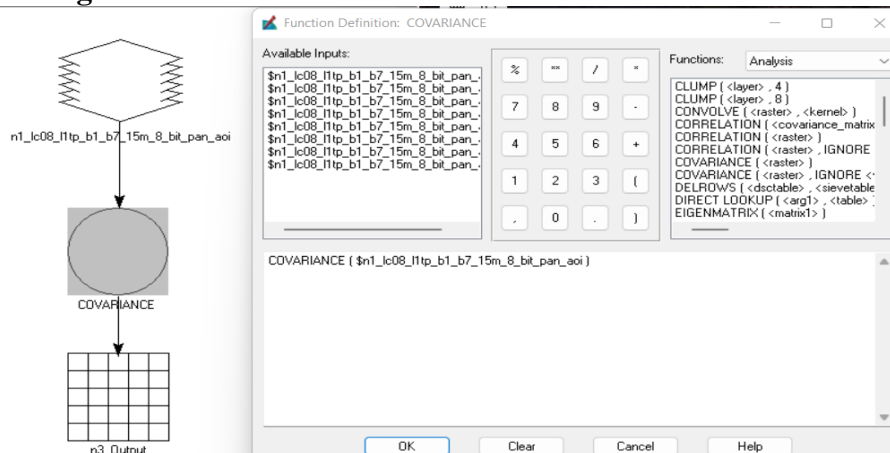 n1_lc08_l1tp_b1_b7_15m_8_bit_pan_aoi
COVARIANCE
n3_Output
Function Definition: COVARIANCE
Available Inputs:
$n1_lc08_l1tp_b1_b7_15m_8_bit_pan_.
$n1_lc08_l1tp_b1_b7_15m_8_bit_pan_.
$n1_lc08_l1tp_b1_b7_15m_8_bit_pan_.
$n1_lc08_l1tp_b1_b7_15m_8_bit_pan_.
$n1_lc08_l1tp_b1_b7_15m_8_bit_pan_.
$n1_lc08_l1tp_b1_b7_15m_8_bit_pan_.
$n1_lc08_l1tp_b1_b7_15m_8_bit_pan_.
$n1_lc08_l1tp_b1_b7_15m_8_bit_pan_.
% ** / *
7 8 9 -
4 5 6 +
1 2 3 (
, 0 . )
Functions: Analysis
CLUMP ( <layer> , 4 )
CLUMP ( <layer> , 8 )
CONVOLVE ( <raster> , <kernel> )
CORRELATION ( <covariance_matrix
CORRELATION ( <raster> )
CORRELATION ( <raster> , IGNORE
COVARIANCE ( <raster> )
COVARIANCE ( <raster> , IGNORE <
DELROWS ( <dsctable> , <sievetable
DIRECT LOOKUP ( <arg1> , <table> )
EIGENMATRIX ( <matrix1> )
COVARIANCE ( $n1_lc08_l1tp_b1_b7_15m_8_bit_pan_aoi )
OK Clear Cancel Help